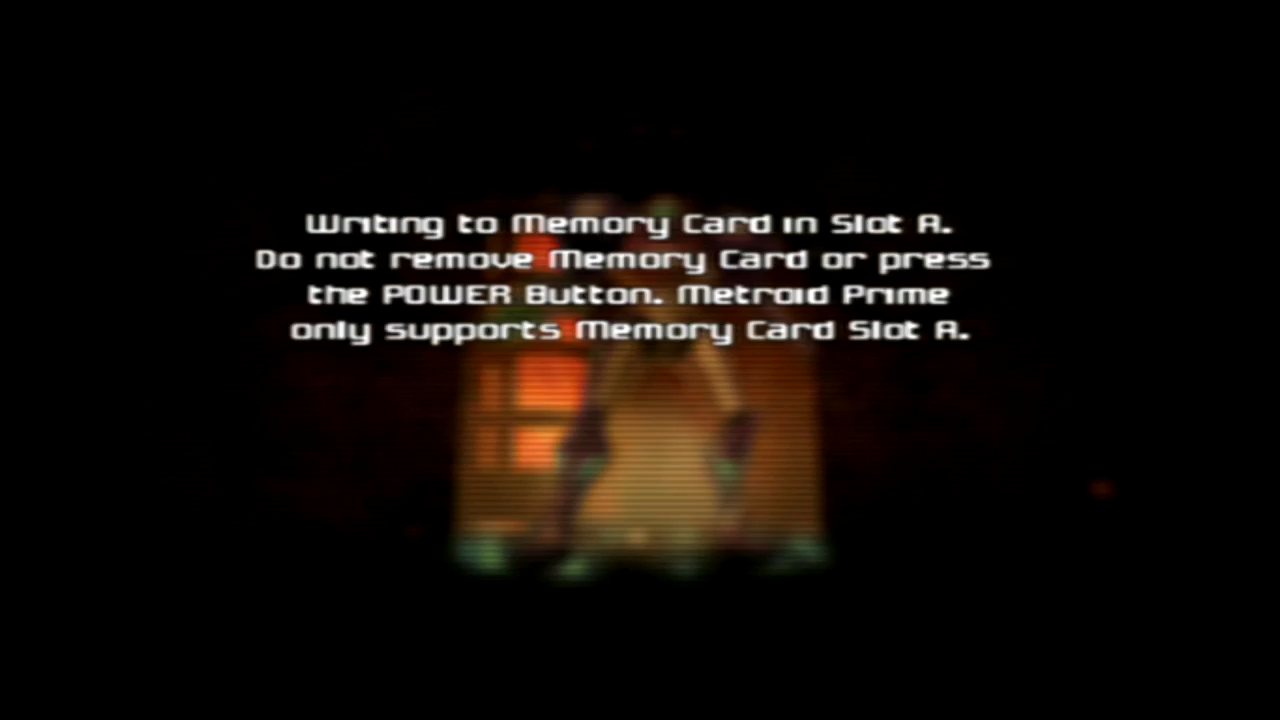 Writing to Memory Card in Slot A.
Do not remove Memory Card or press
the POWER Button. Metroid Prime
only supports Memory Card Slot A.